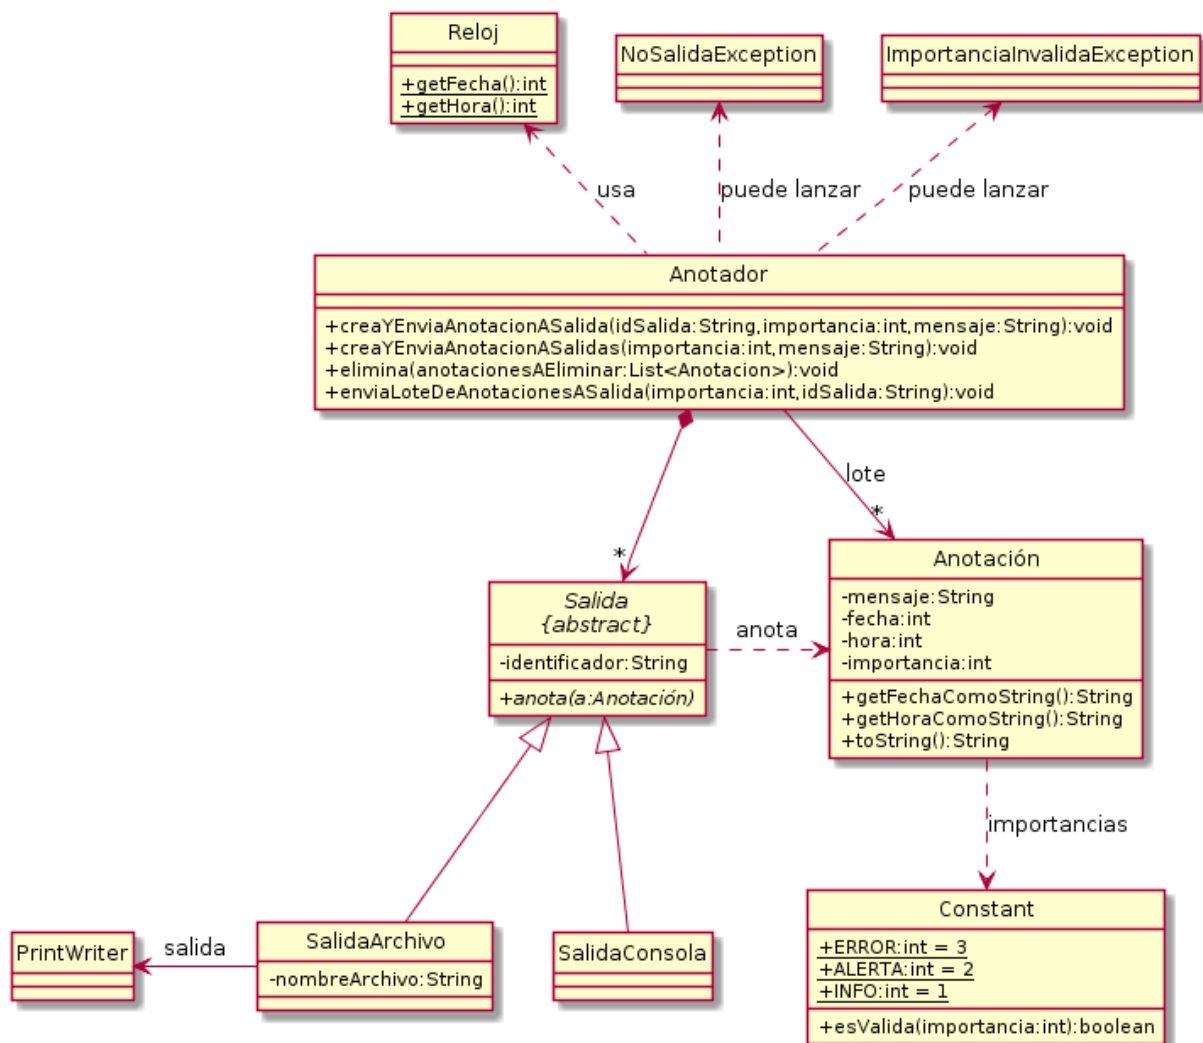 Reloj
+getFecha():int
+getHora():int
NoSalidaException
ImportanciaInvalidaException
usa
puede lanzar
puede lanzar
Anotador
+creaYEnviaAnotacionASalida(idSalida:String,importancia:int,mensaje:String):void
+creaYEnviaAnotacionASalidas(importancia:int,mensaje:String):void
+elimina(anotacionesAEliminar:List<Anotacion>):void
+enviaLoteDeAnotacionesASalida(importancia:int,idSalida:String):void
lote
*
*
Salida
{abstract}
-identificador:String
+anota(a:Anotación)
anota
Anotación
-mensaje:String
-fecha:int
-hora:int
-importancia:int
+getFechaComoString():String
+getHoraComoString():String
+toString():String
importancias
PrintWriter
salida
SalidaArchivo
-nombreArchivo:String
SalidaConsola
Constant
+ERROR:int = 3
+ALERTA:int = 2
+INFO:int = 1
+esValida(importancia:int):boolean